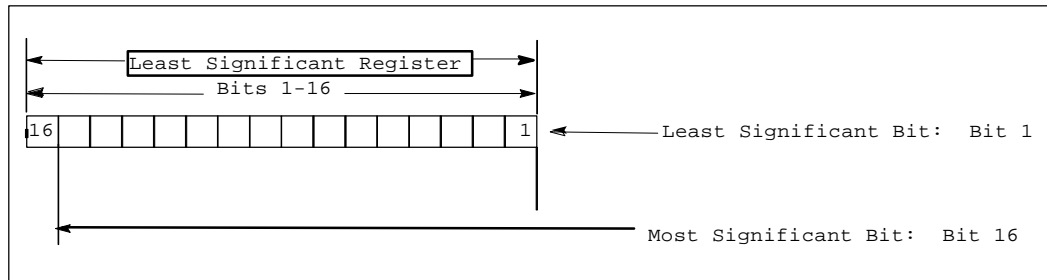 Least Significant Register
Bits 1-16
16
1
Least Significant Bit: Bit 1
Most Significant Bit: Bit 16